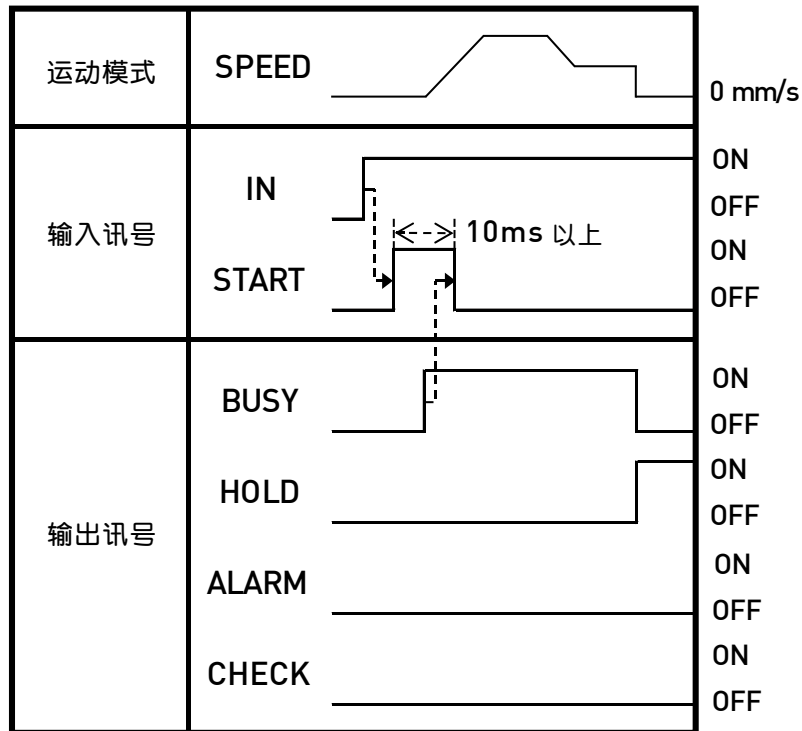 运动模式
SPEED
0 mm/s
输入讯号
IN
ON
OFF
10ms 以上
START
ON
OFF
输出讯号
BUSY
ON
OFF
HOLD
ON
OFF
ALARM
ON
OFF
CHECK
ON
OFF